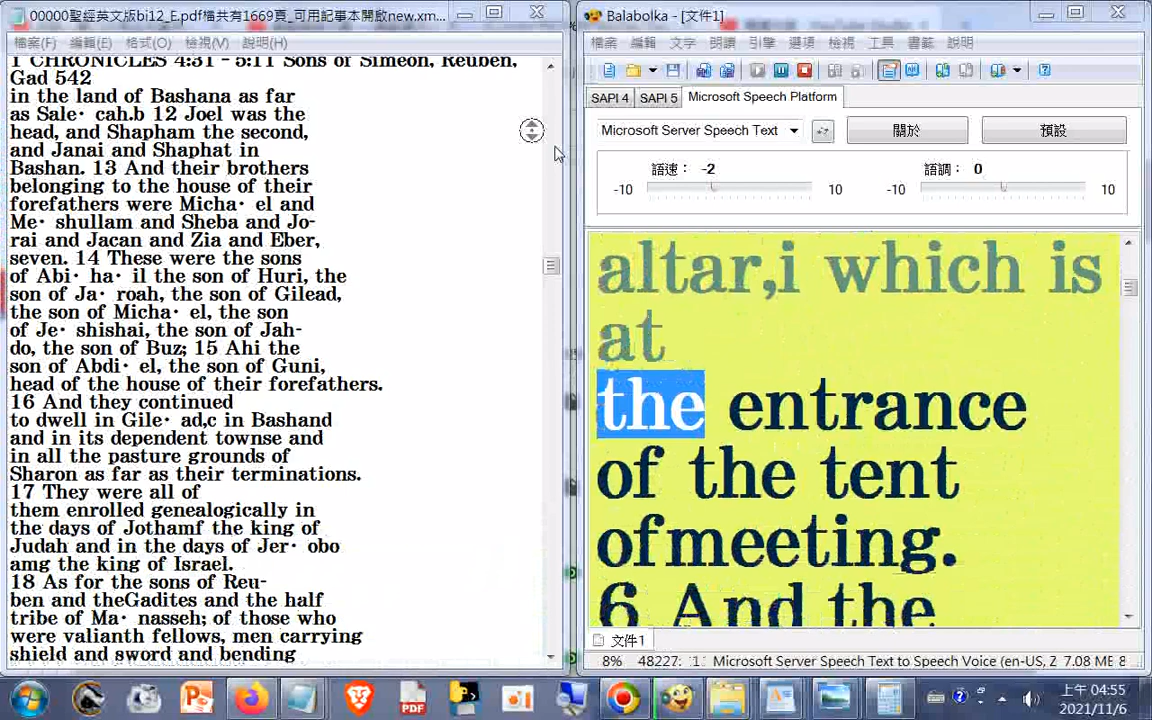 00000聖經英文版bi12_E.pdf檔共有1669頁_可用記事本開啟new.xm...
檔案(F) 編輯(E) 格式(O) 檢視(V) 說明(H)
1 CHRONICLES 4:31 - 5:11 Sons of Simeon, Reuben,
Gad 542
in the land of Bashana as far
as Sale· cah.b 12 Joel was the
head, and Shapham the second,
and Janai and Shaphat in
Bashan. 13 And their brothers
belonging to the house of their
forefathers were Micha· el and
Me· shullam and Sheba and Jo-
rai and Jacan and Zia and Eber,
seven. 14 These were the sons
of Abi· ha· il the son of Huri, the
son of Ja· roah, the son of Gilead,
the son of Micha· el, the son
of Je· shishai, the son of Jah-
do, the son of Buz; 15 Ahi the
son of Abdi· el, the son of Guni,
head of the house of their forefathers.
16 And they continued
to dwell in Gile· ad,c in Bashand
and in its dependent townse and
in all the pasture grounds of
Sharon as far as their terminations.
17 They were all of
them enrolled genealogically in
the days of Jothamf the king of
Judah and in the days of Jer· obo
amg the king of Israel.
18 As for the sons of Reu-
ben and theGadites and the half
tribe of Ma· nasseh; of those who
were valianth fellows, men carrying
shield and sword and bending
Balabolka - [文件1]
檔案 編輯 文字 朗讀 引擎 選項 檢視 工具 書籤 說明
SAPI 4 SAPI 5 Microsoft Speech Platform
Microsoft Server Speech Text 關於 預設
語速： -2 語調： 0
-10 10 -10 10
altar,i which is
at
the entrance
of the tent
ofmeeting.
6 And the
文件1
8% 48227: Microsoft Server Speech Text to Speech Voice (en-US, Z 7.08 ME 8
上午 04:55
2021/11/6